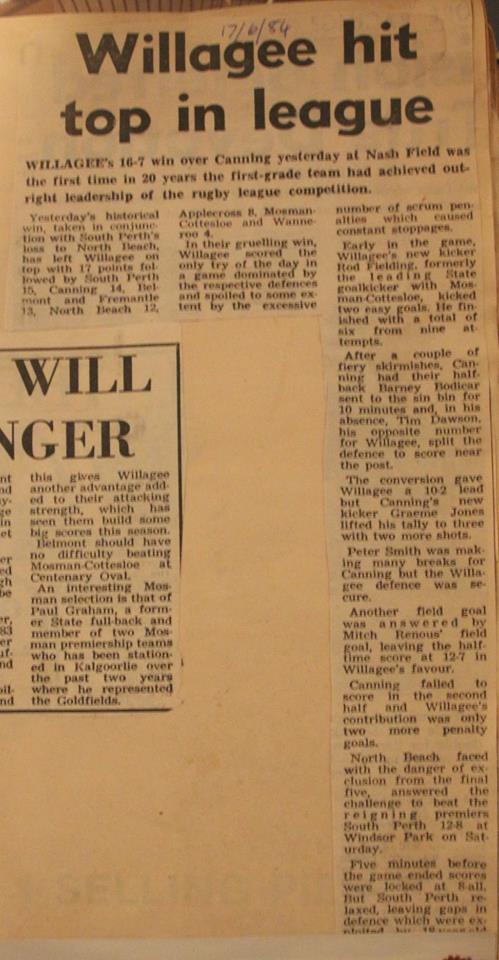 17/6/84
Willagee hit
top in league
WILLAGEE's 16-7 win over Canning yesterday at Nash Field was
the first time in 20 years the first-grade team had achieved out-
right leadership of the rugby league competition.
Yesterday's historical
win, taken in conjunc-
tion with South Perth's
loss to North Beach,
has left Willagee on
top with 17 points fol-
lowed by South Perth
15, Canning 14, Bel-
mont and Fremantle
13, North Beach 12,
Applecross 8, Mosman-
Cottesloe and Wanne-
roo 4.
In their gruelling win,
Willagee scored the
only try of the day in
a game dominated by
the respective defences
and spoiled to some ex-
tent by the excessive
number of scrum pen-
alties which caused
constant stoppages.
Early in the game,
Willagee's new kicker
Rod Fielding, formerly
the leading State
goalkicker with Mos-
man-Cottesloe, kicked
two easy goals. He fin-
ished with a total of
six from nine at-
tempts.
After a couple of
fiery skirmishes, Can-
ning had their half-
back Barney Bodicar
sent to the sin bin for
10 minutes and, in his
absence, Tim Dawson,
his opposite number
for Willagee, split the
defence to score near
the post.
The conversion gave
Willagee a 10-2 lead
but Canning's new
kicker Graeme Jones
lifted his tally to three
with two more shots.
Peter Smith was mak-
ing many breaks for
Canning but the Willa-
gee defence was se-
cure.
Another field goal
was answered by
Mitch Renous' field
goal, leaving the half-
time score at 12-7 in
Willagee's favour.
Canning failed to
score in the second
half and Willagee's
contribution was only
two more penalty
goals.
North Beach faced
with the danger of ex-
clusion from the final
five, answered the
challenge to beat the
reigning premiers
South Perth 12-8 at
Windsor Park on Sat-
urday.
Five minutes before
the game ended scores
were locked at 8-all.
But South Perth re-
laxed, leaving gaps in
defence which were ex-
WILL
NGER
this gives Willagee
another advantage add-
ed to their attacking
strength, which has
seen them build some
big scores this season.
Belmont should have
no difficulty beating
Mosman-Cottesloe at
Centenary Oval.
An interesting Mos-
man selection is that of
Paul Graham, a form-
er State full-back and
member of two Mos-
man premiership teams
who has been station-
ed in Kalgoorlie over
the past two years
where he represented
the Goldfields.